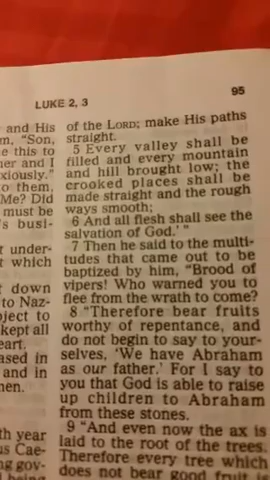 LUKE 2, 3
95
and His
m, "Son,
e this to
her and I
xiously."
to them,
Me? Did
must be
's busi-
t under-
t which
t down
to Naz-
bject to
kept all
eart.
ased in
and in
men.
th year
us Cae-
ng gov-
being
of the LORD; make His paths
straight.
5 Every valley shall be
filled and every mountain
and hill brought low; the
crooked places shall be
made straight and the rough
ways smooth;
6 And all flesh shall see the
salvation of God.' "
7 Then he said to the multi-
tudes that came out to be
baptized by him, "Brood of
vipers! Who warned you to
flee from the wrath to come?
8 "Therefore bear fruits
worthy of repentance, and
do not begin to say to your-
selves, 'We have Abraham
as our father.' For I say to
you that God is able to raise
up children to Abraham
from these stones.
9 "And even now the ax is
laid to the root of the trees.
Therefore every tree which
does not bear good fruit is